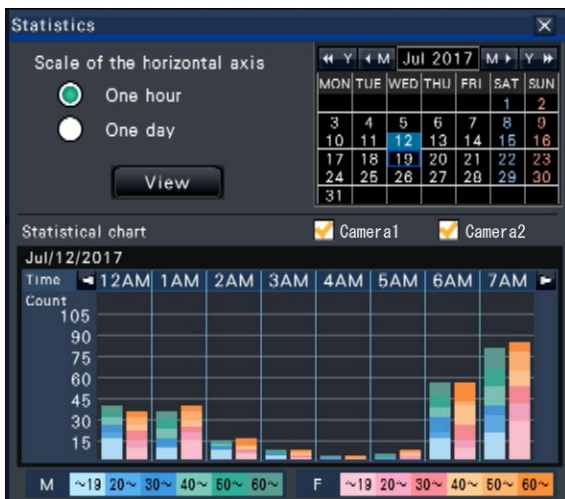 Statistics
Scale of the horizontal axis
One hour
One day
View
Y M Jul 2017 M Y
MON TUE WED THU FRI SAT SUN
1 2
3 4 5 6 7 8 9
10 11 12 13 14 15 16
17 18 19 20 21 22 23
24 25 26 27 28 29 30
31
Statistical chart
Camera1 Camera2
Jul/12/2017
Time 12AM 1AM 2AM 3AM 4AM 5AM 6AM 7AM
Count
105
90
75
60
45
30
15
M ~19 20~ 30~ 40~ 50~ 60~ F ~19 20~ 30~ 40~ 50~ 60~